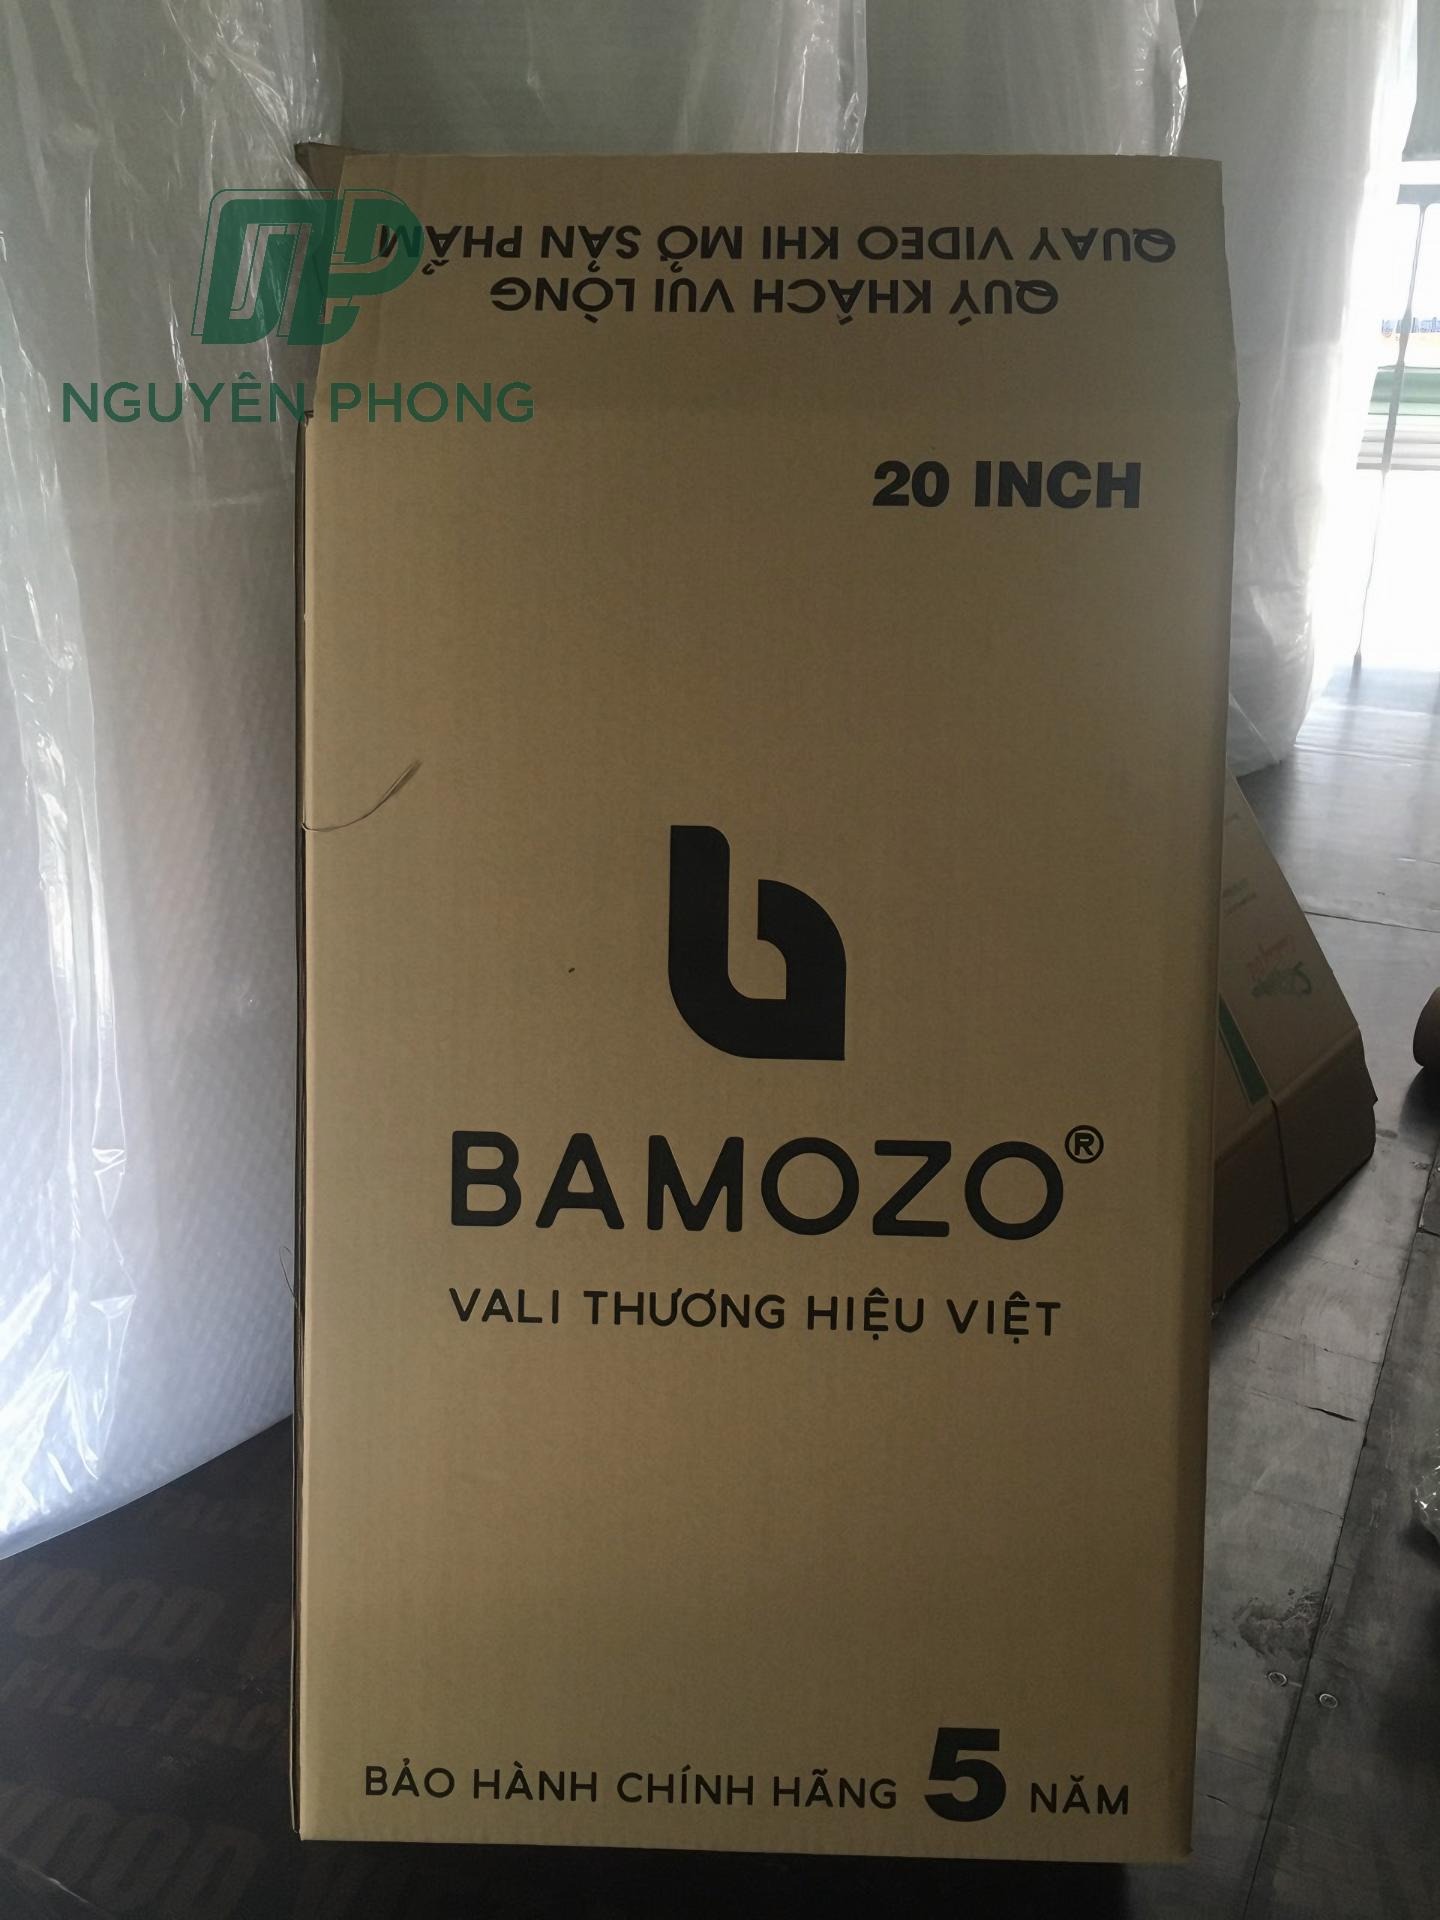 QUÝ KHÁCH VUI LÒNG
QUAY VIDEO KHI MỞ SẢN PHẨM
NGUYÊN PHONG
20 INCH
BAMOZO®
VALI THƯƠNG HIỆU VIỆT
BẢO HÀNH CHÍNH HÃNG 5 NĂM